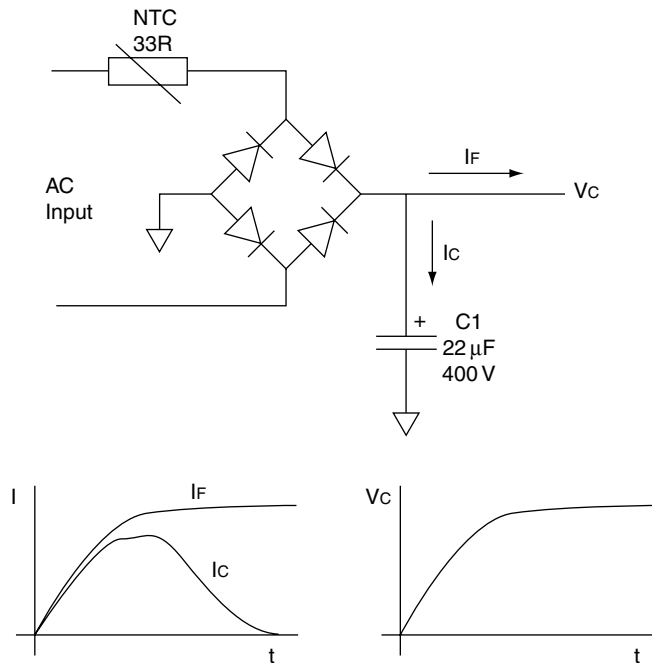 NTC
33R
AC
Input
IF
VC
IC
+ C1
22 µF
400 V
I
IF
IC
t
VC
t